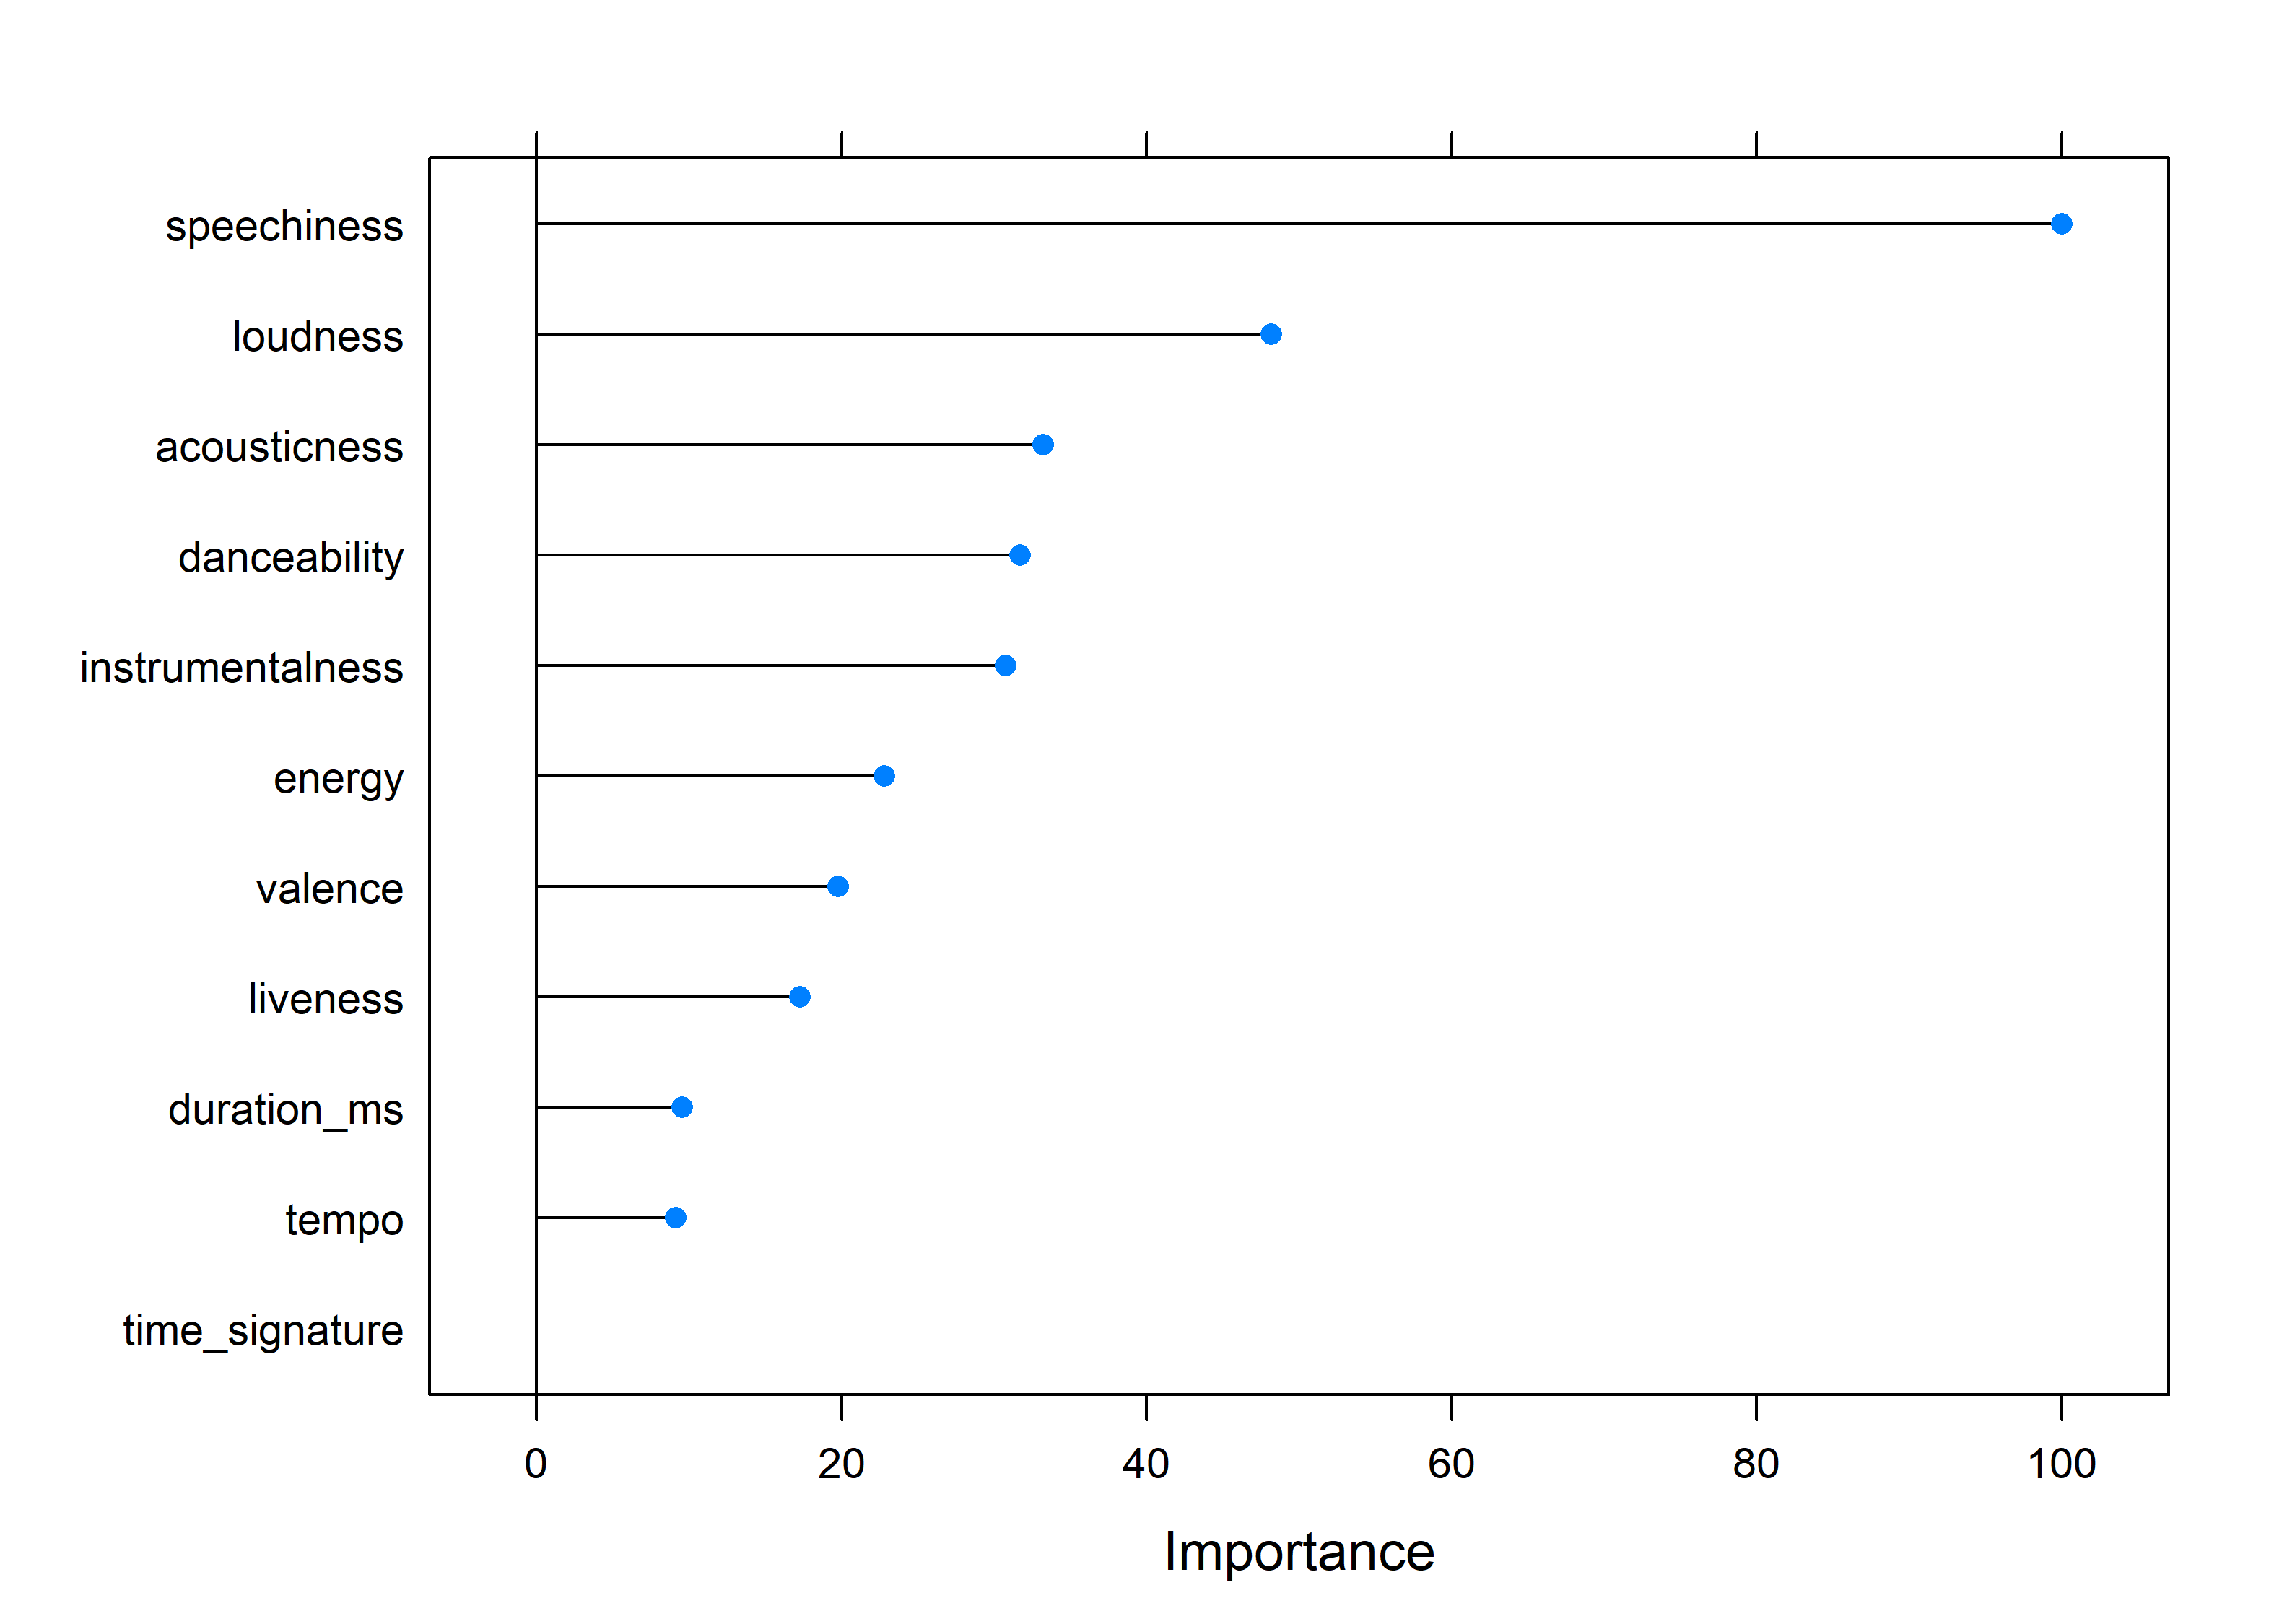 speechiness
loudness
acousticness
danceability
instrumentalness
energy
valence
liveness
duration_ms
tempo
time_signature
0 20 40 60 80 100
Importance